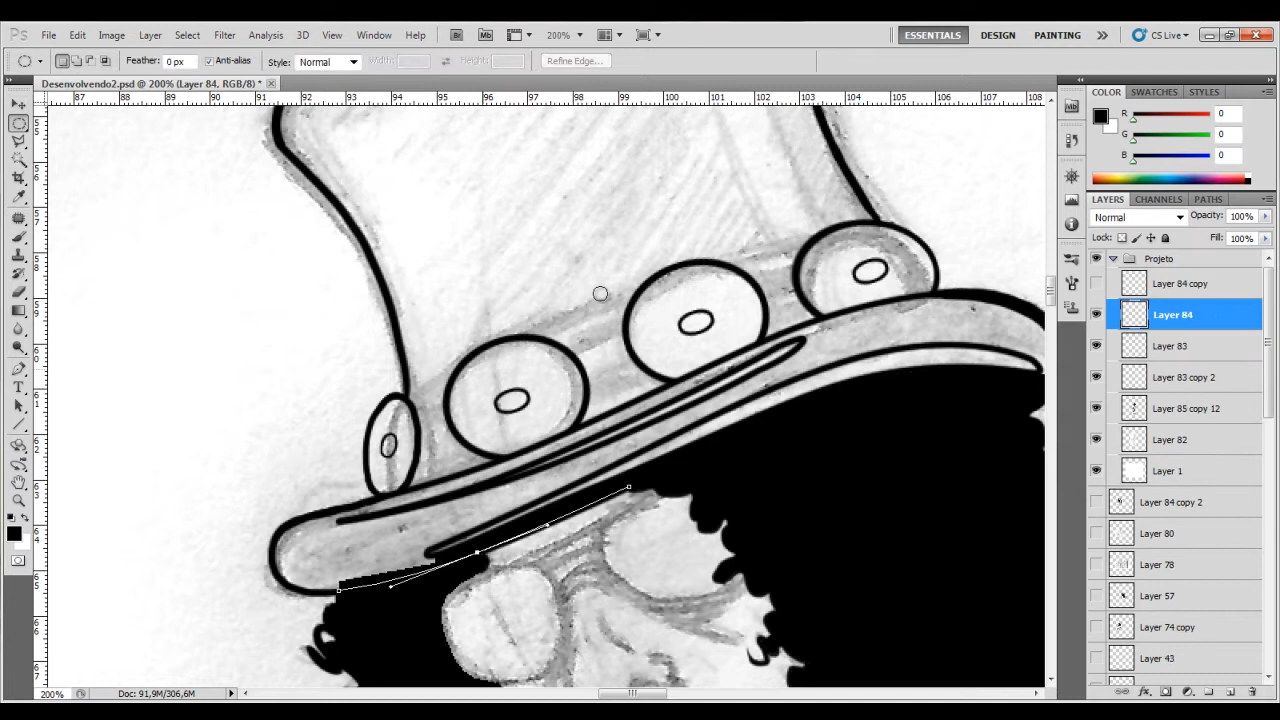 Ps File Edit Image Layer Select Filter Analysis 3D View Window Help Br Mb 200% ESSENTIALS DESIGN PAINTING CS Live
Feather: 0 px Anti-alias Style: Normal Width: Height: Refine Edge...
Desenvolvendo2.psd @ 200% (Layer 84, RGB/8) *
87 88 89 90 91 92 93 94 95 96 97 98 99 100 101 102 103 104 105 106 107 108
COLOR SWATCHES STYLES
R 0
G 0
B 0
LAYERS CHANNELS PATHS
Normal Opacity: 100%
Lock: Fill: 100%
Projeto
Layer 84 copy
Layer 84
Layer 83
Layer 83 copy 2
Layer 85 copy 12
Layer 82
Layer 1
Layer 84 copy 2
Layer 80
Layer 78
Layer 57
Layer 74 copy
Layer 43
200% Doc: 91,9M/306,6M